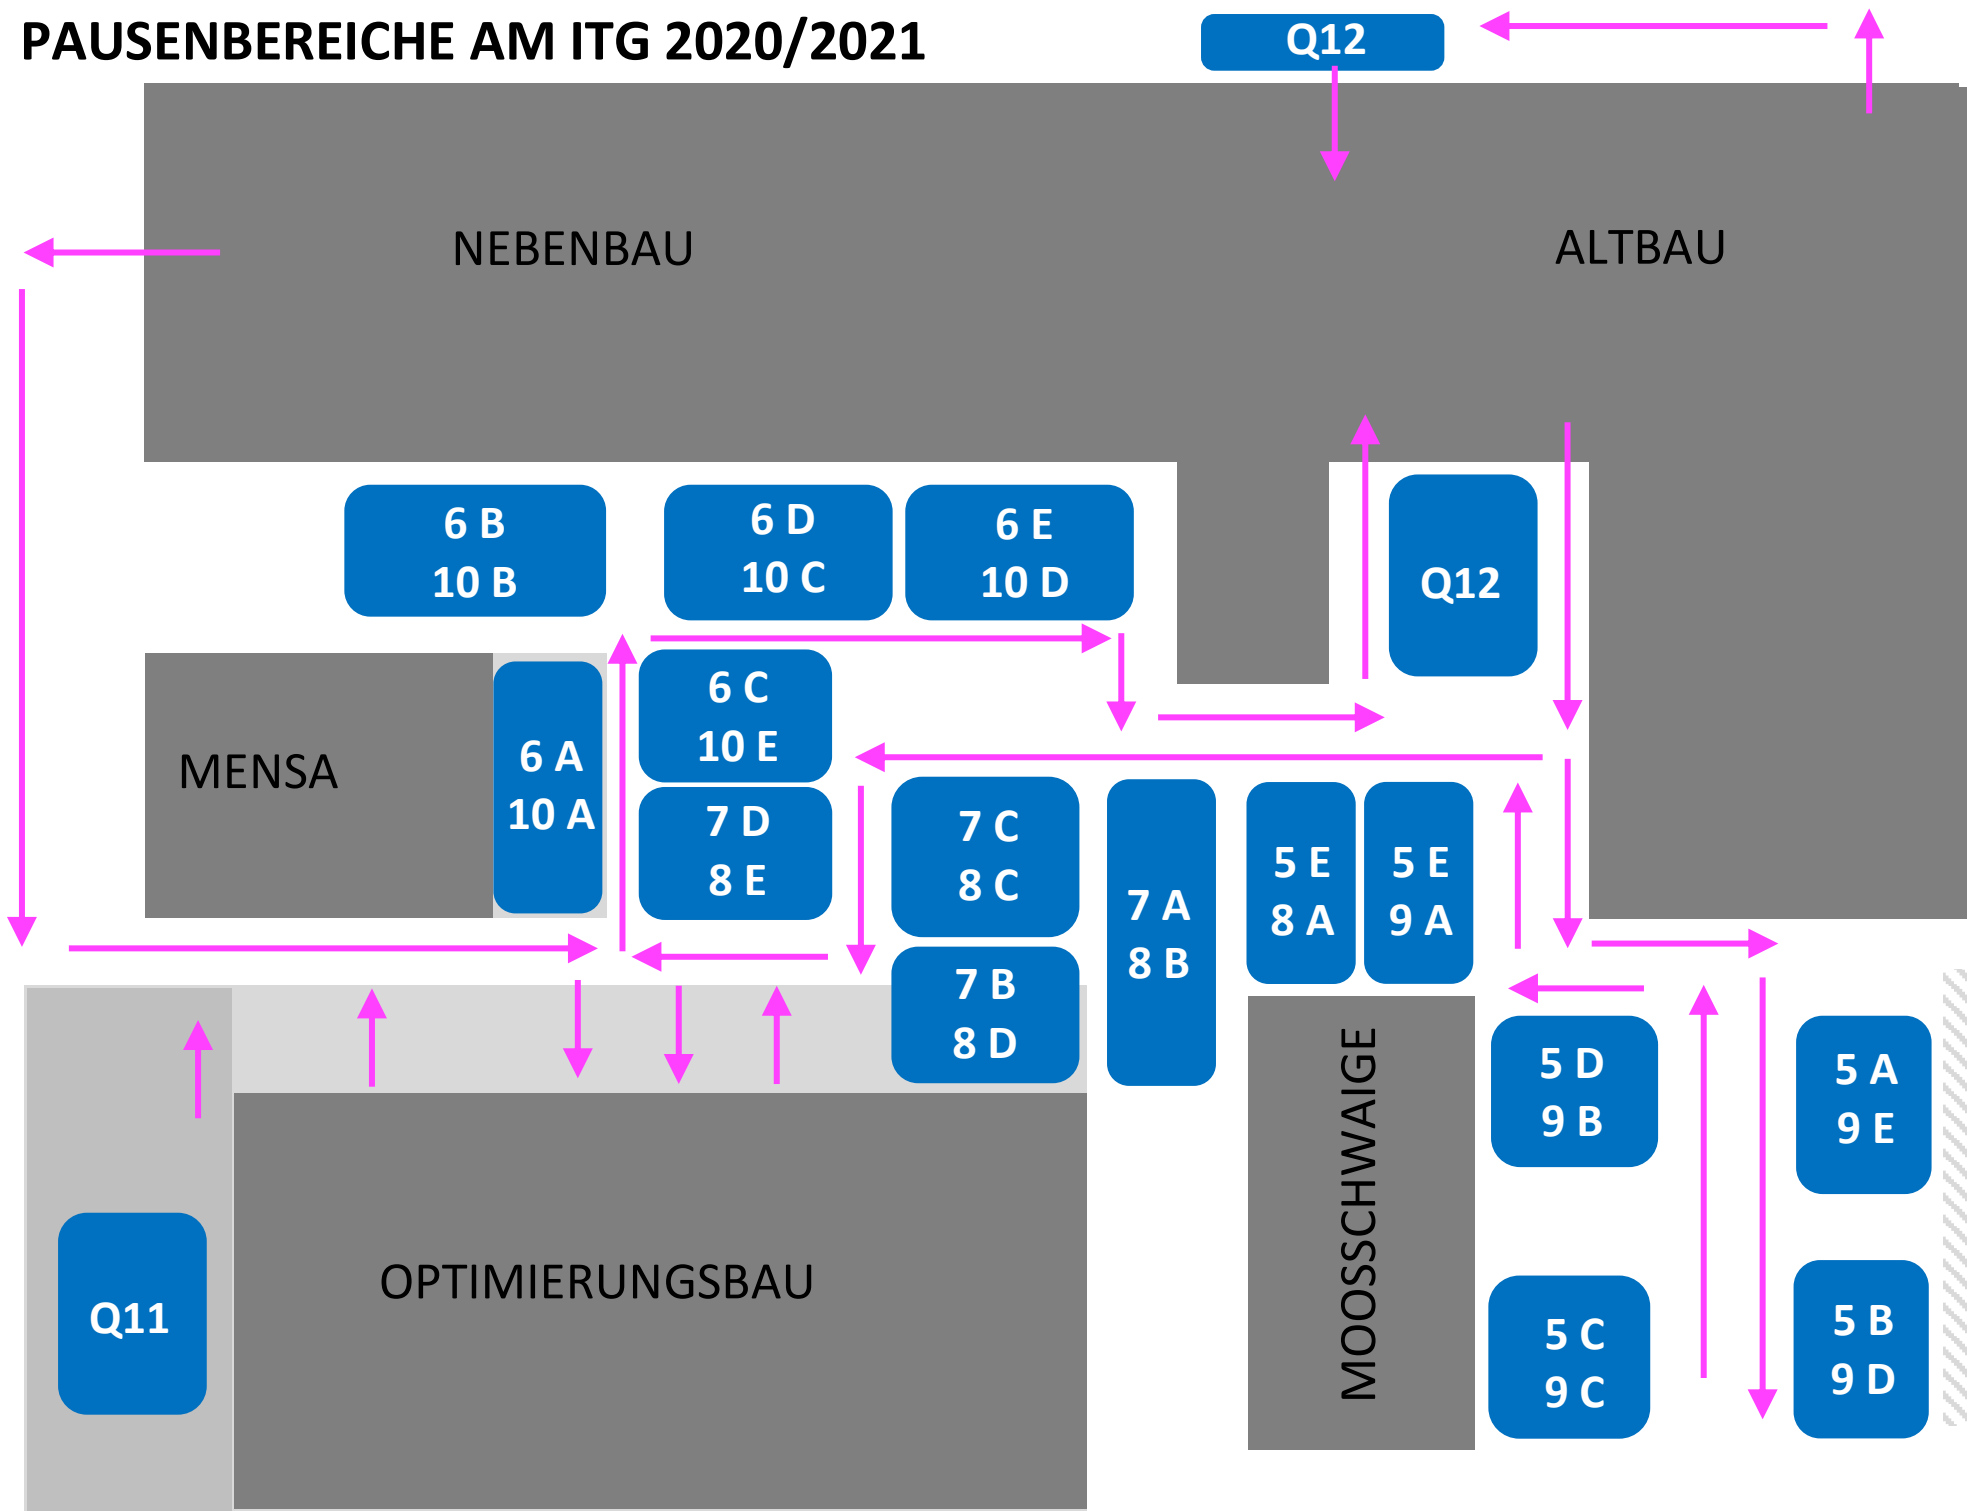 PAUSENBEREICHE AM ITG 2020/2021
Q12
NEBENBAU
ALTBAU
6 B
10 B
6 D
10 C
6 E
10 D
Q12
MENSA
6 A
10 A
6 C
10 E
7 D
8 E
7 C
8 C
7 B
8 D
7 A
8 B
5 E
8 A
5 E
9 A
5 D
9 B
5 A
9 E
Q11
OPTIMIERUNGSBAU
MOOSSCHWAIGE
5 C
9 C
5 B
9 D